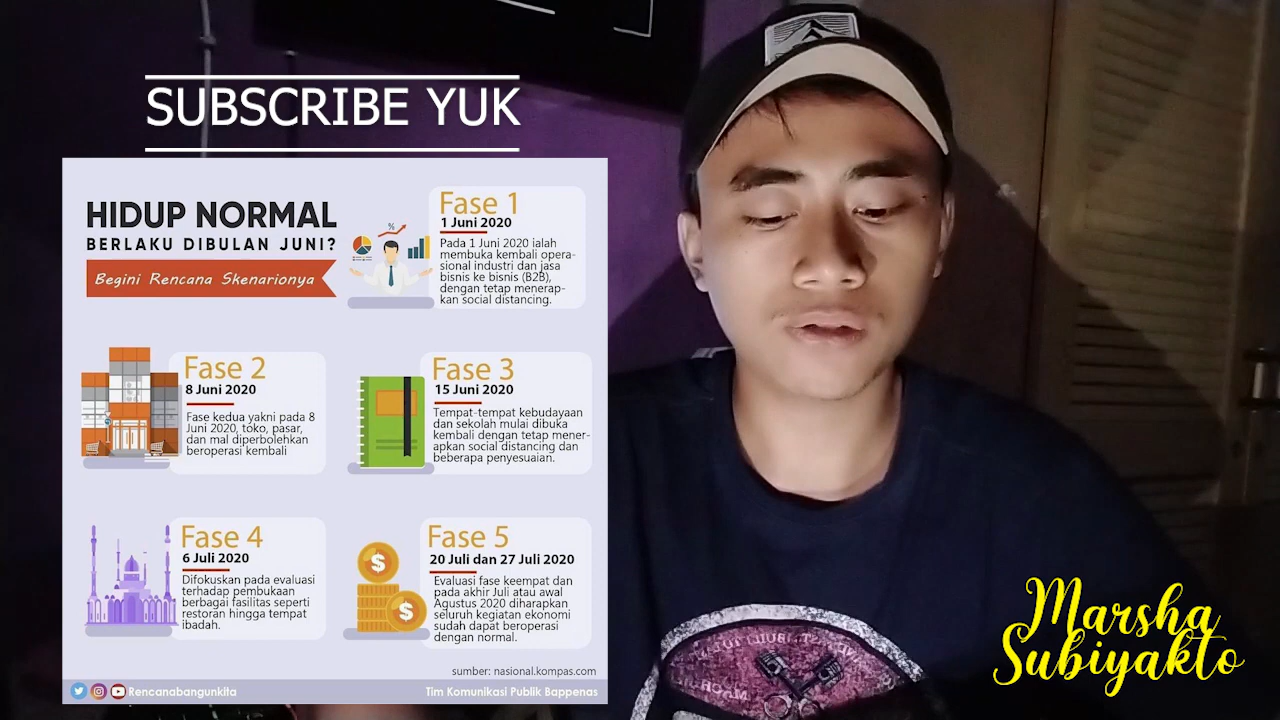 SUBSCRIBE YUK
HIDUP NORMAL
BERLAKU DIBULAN JUNI?
Begini Rencana Skenarionya
%
Fase 1
1 Juni 2020
Pada 1 Juni 2020 ialah
membuka kembali opera-
sional industri dan jasa
bisnis ke bisnis (B2B),
dengan tetap menerap-
kan social distancing.
Fase 2
8 Juni 2020
Fase kedua yakni pada 8
Juni 2020, toko, pasar,
dan mal diperbolehkan
beroperasi kembali
Fase 3
15 Juni 2020
Tempat-tempat kebudayaan
dan sekolah mulai dibuka
kembali dengan tetap mener-
apkan social distancing dan
beberapa penyesuaian.
Fase 4
6 Juli 2020
Difokuskan pada evaluasi
terhadap pembukaan
berbagai fasilitas seperti
restoran hingga tempat
ibadah.
Fase 5
20 Juli dan 27 Juli 2020
Evaluasi fase keempat dan
pada akhir Juli atau awal
Agustus 2020 diharapkan
seluruh kegiatan ekonomi
sudah dapat beroperasi
dengan normal.
$
$
sumber: nasional.kompas.com
Rencanabangunkita
Tim Komunikasi Publik Bappenas
Marsha
Subiyakto